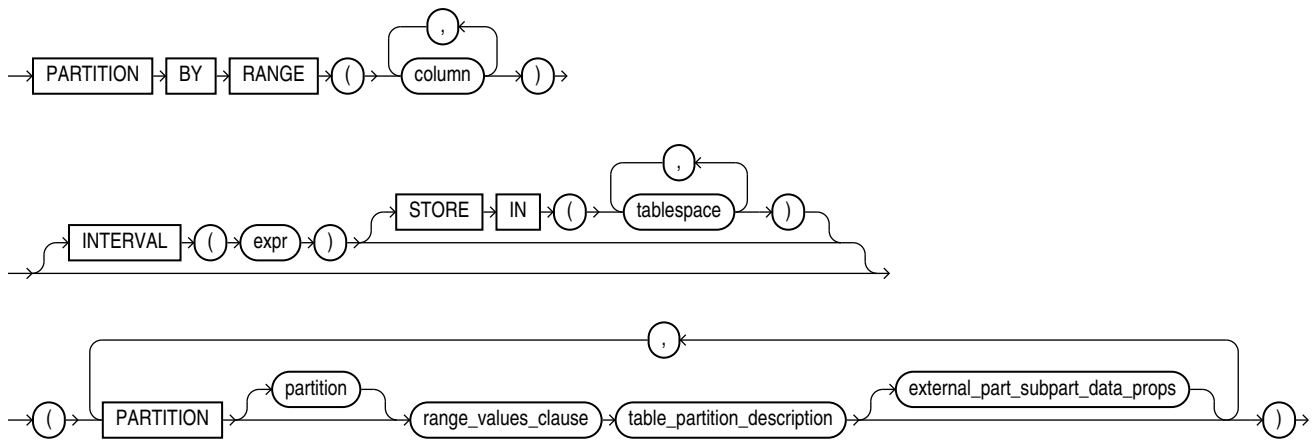 ,
PARTITION BY RANGE ( column )
,
STORE IN ( tablespace )
INTERVAL ( expr )
,
partition external_part_subpart_data_props
( PARTITION range_values_clause table_partition_description )